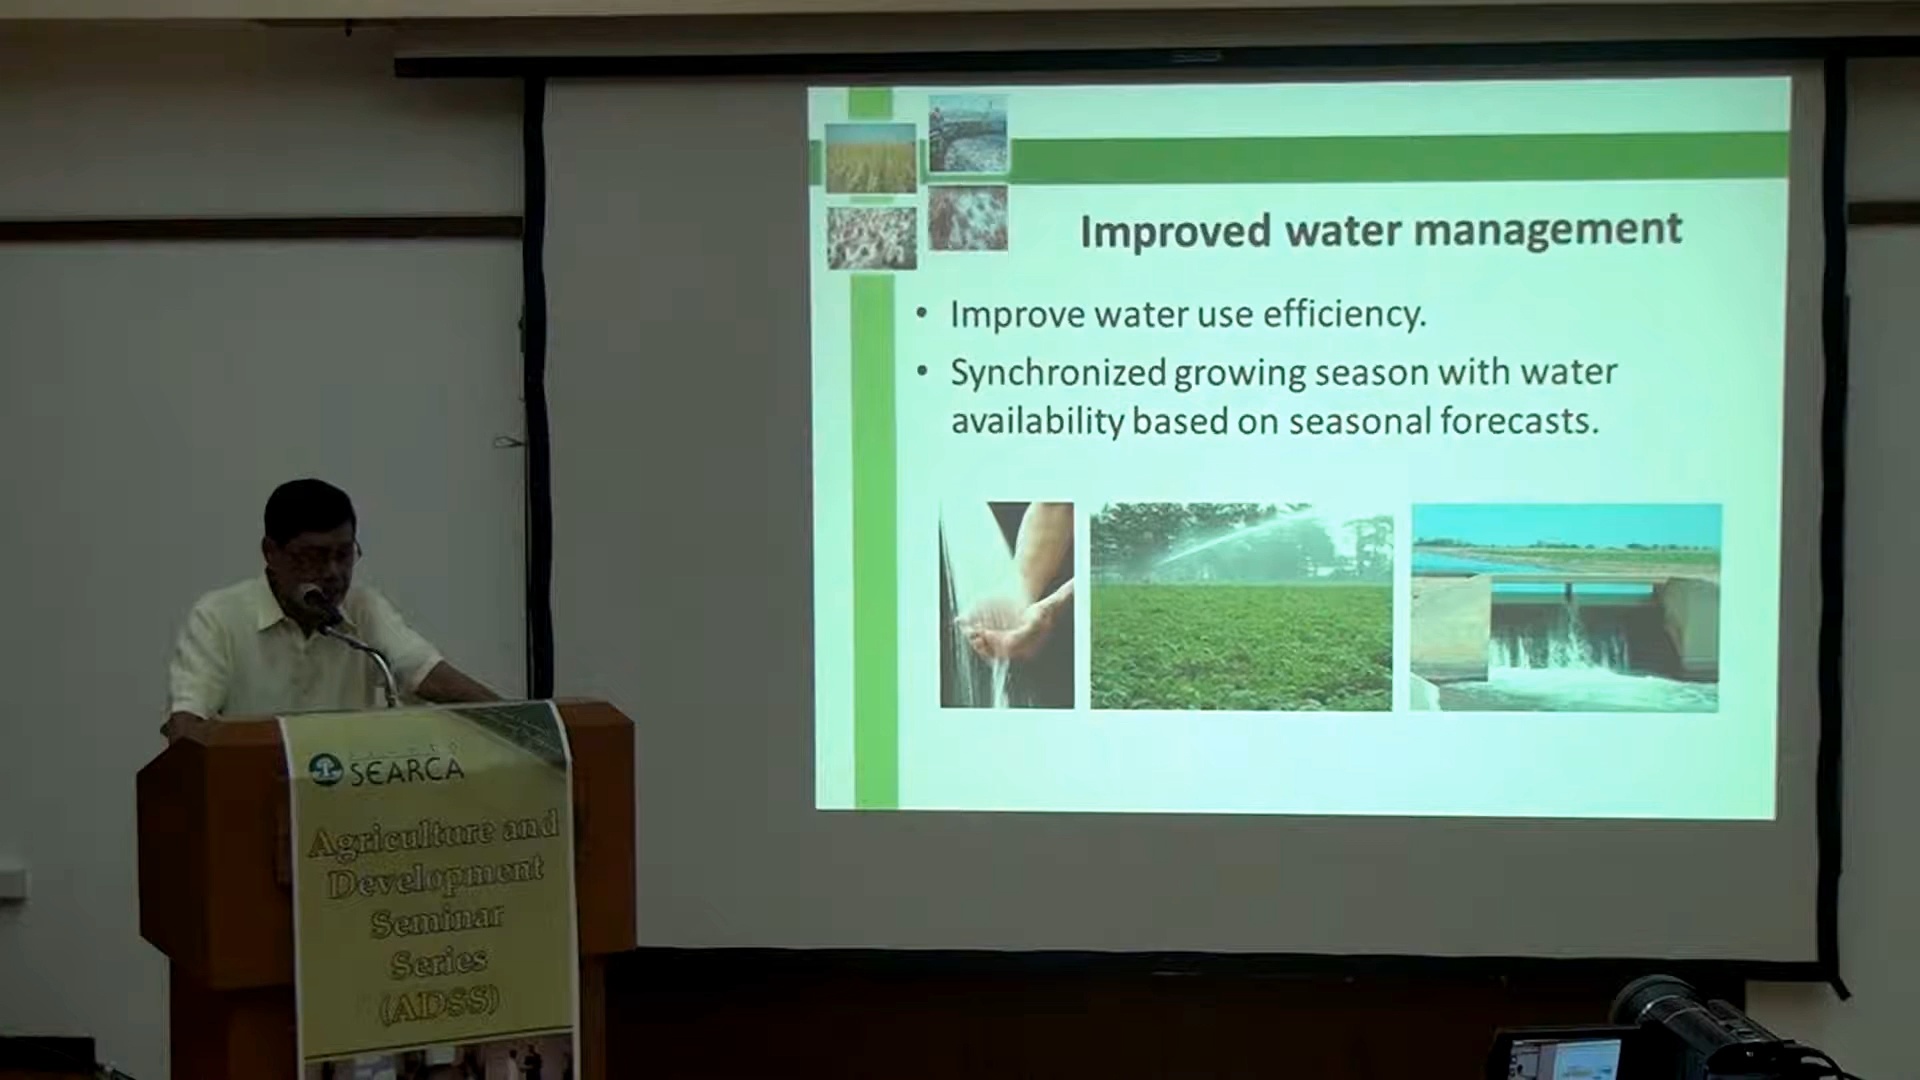 Improved water management
• Improve water use efficiency.
• Synchronized growing season with water
availability based on seasonal forecasts.
SEARCA
Agriculture and
Development
Seminar
Series
(ADSS)